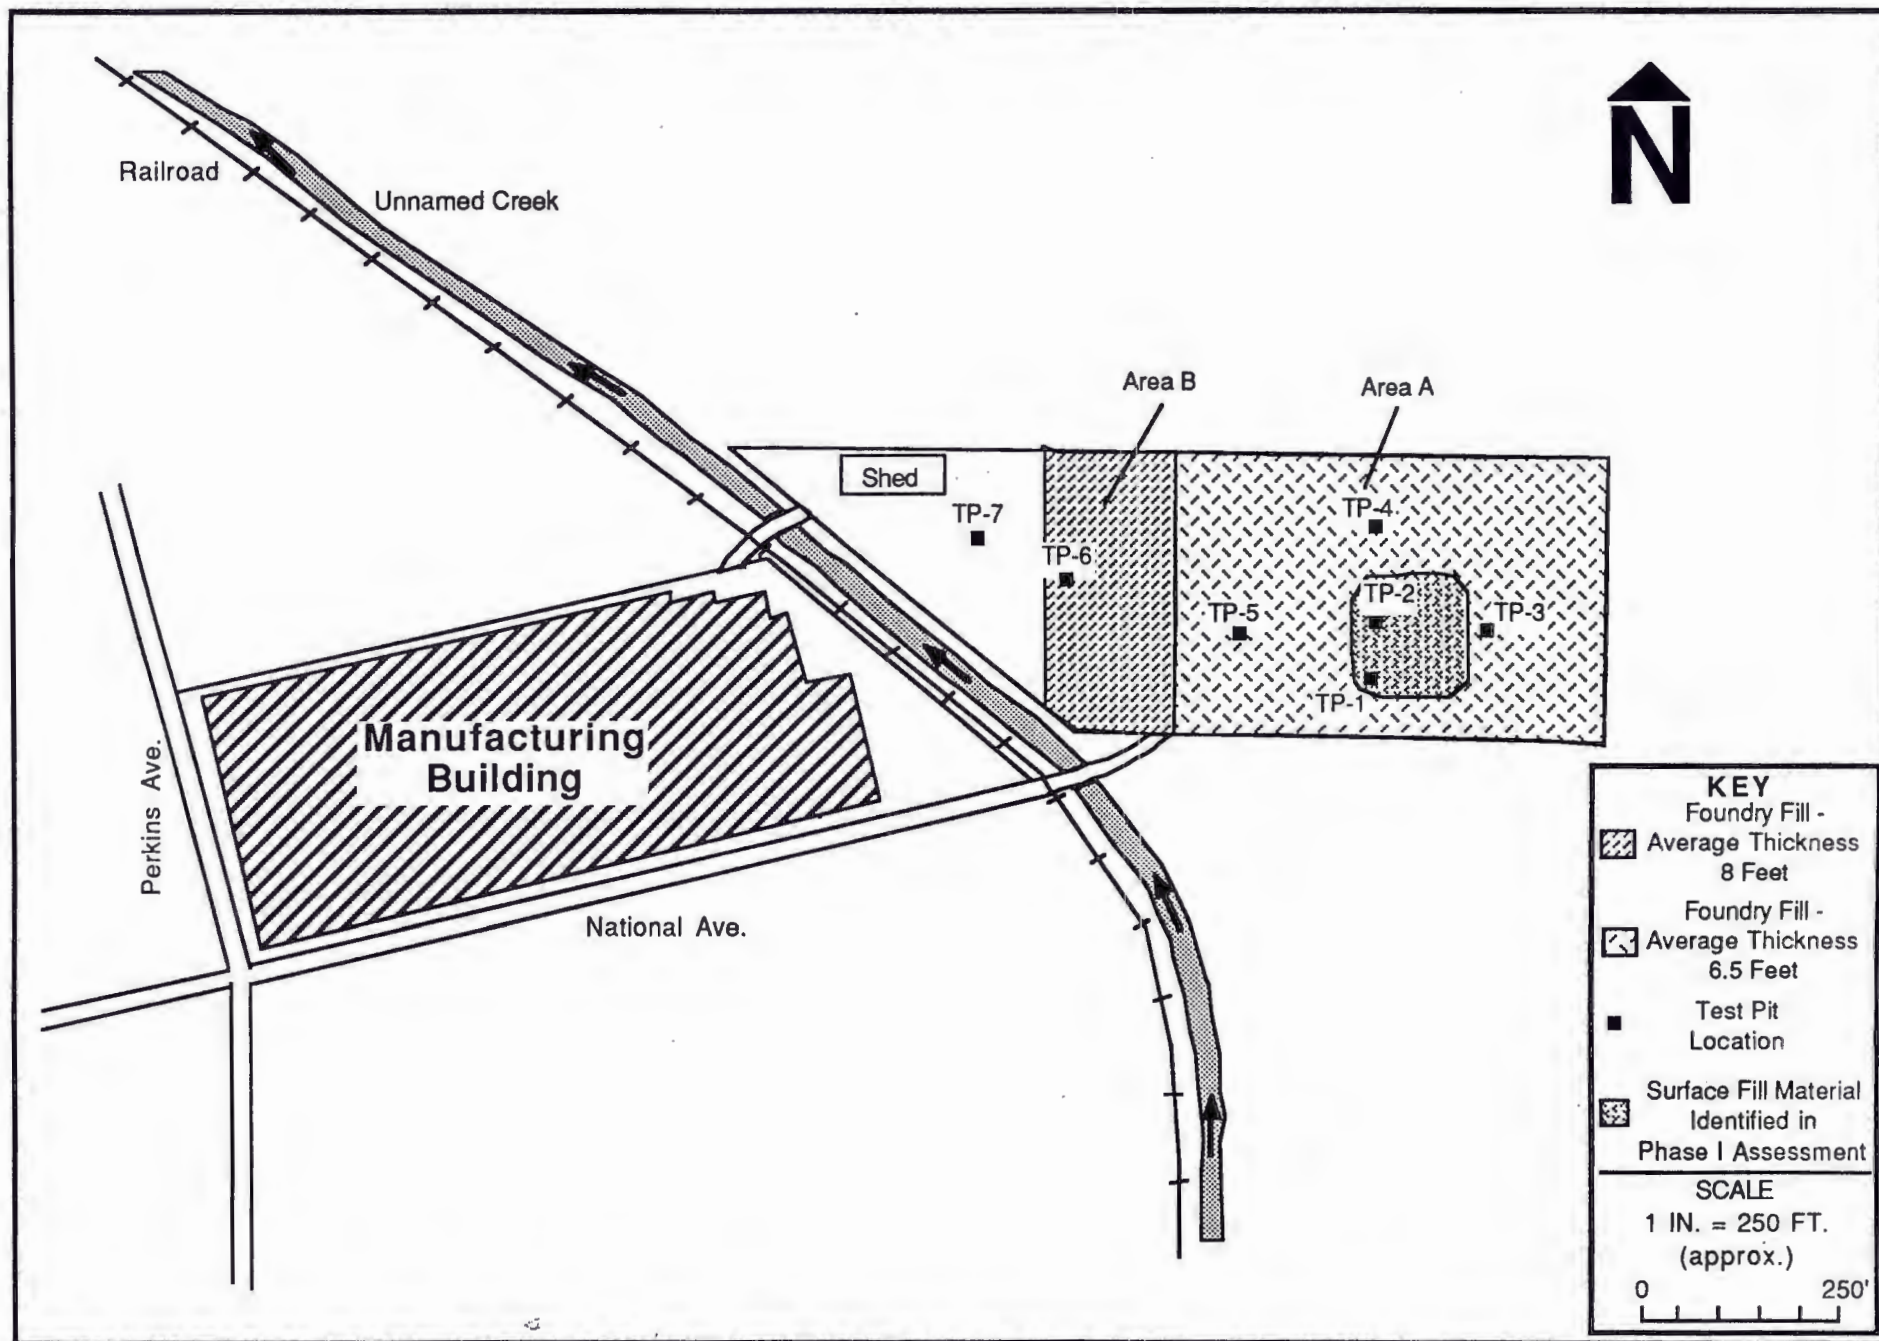 N
Railroad
Unnamed Creek
Area B
Area A
Shed
TP-7
TP-4
TP-6
TP-2
TP-5
TP-3
TP-1
Manufacturing
Building
Perkins Ave.
National Ave.
KEY
Foundry Fill -
Average Thickness
8 Feet
Foundry Fill -
Average Thickness
6.5 Feet
Test Pit
Location
Surface Fill Material
Identified in
Phase I Assessment
SCALE
1 IN. = 250 FT.
(approx.)
0 250'